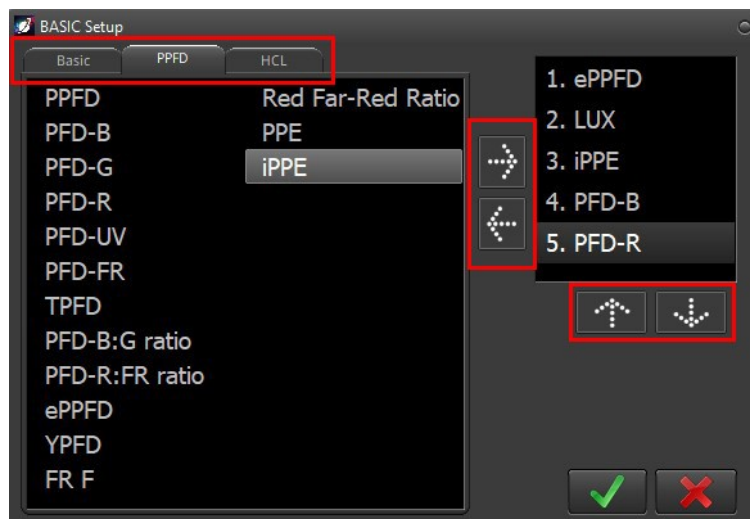 BASIC Setup
Basic PPFD HCL
PPFD
PFD-B
PFD-G
PFD-R
PFD-UV
PFD-FR
TPFD
PFD-B:G ratio
PFD-R:FR ratio
ePPFD
YPFD
FR F
Red Far-Red Ratio
PPE
iPPE
1. ePPFD
2. LUX
3. iPPE
4. PFD-B
5. PFD-R